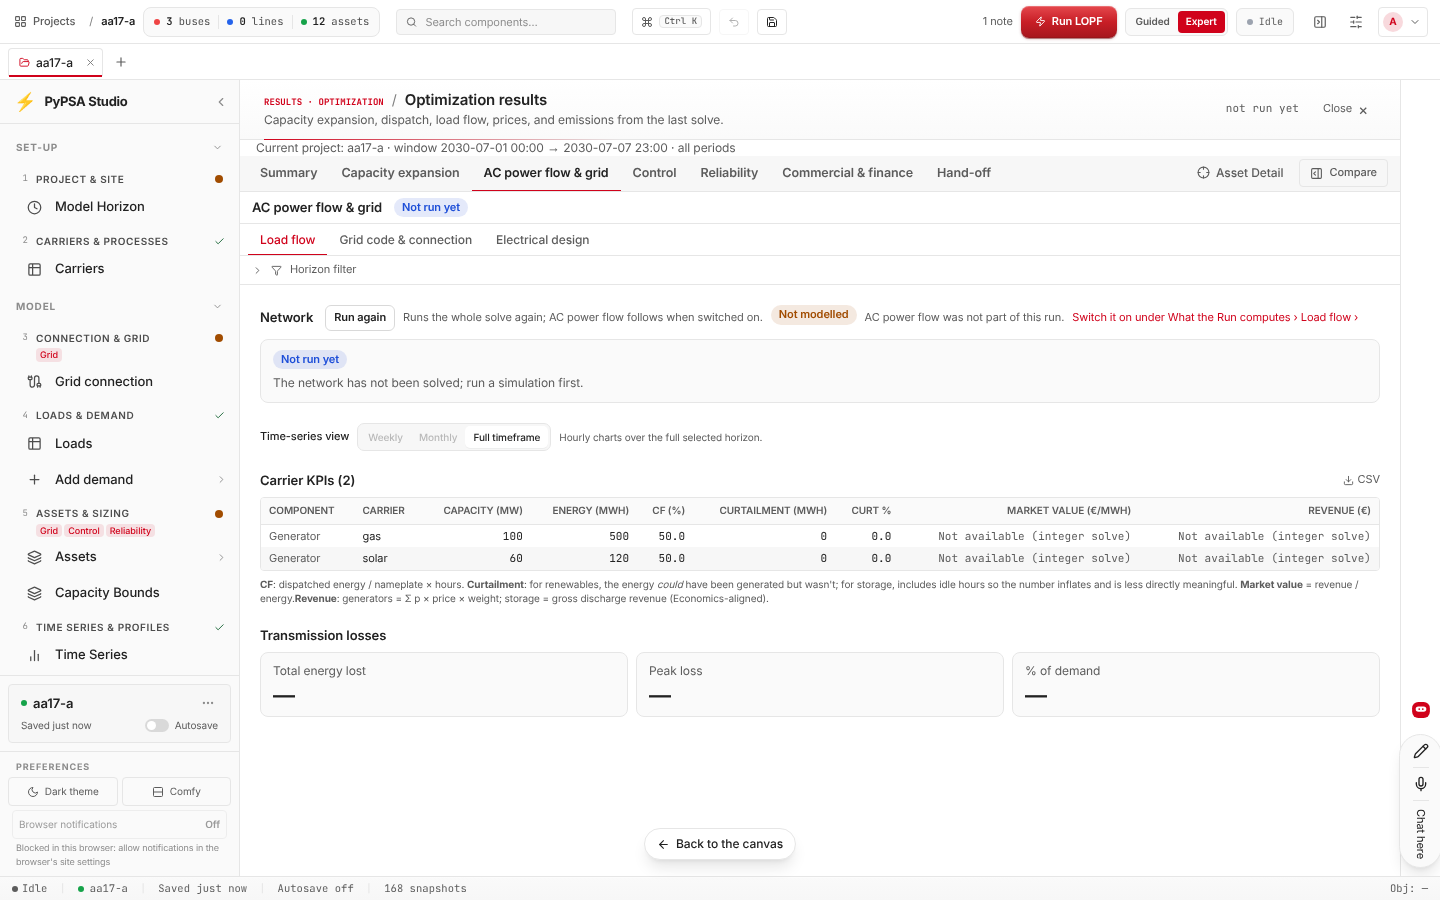 Projects / aa17-a 3 buses 0 lines 12 assets Search components... ⌘ Ctrl K 1 note Run LOPF Guided Expert Idle A
aa17-a
PyPSA Studio
SET-UP
1 PROJECT & SITE
Model Horizon
2 CARRIERS & PROCESSES
Carriers
MODEL
3 CONNECTION & GRID
Grid
Grid connection
4 LOADS & DEMAND
Loads
Add demand
5 ASSETS & SIZING
Grid Control Reliability
Assets
Capacity Bounds
6 TIME SERIES & PROFILES
Time Series
aa17-a
Saved just now Autosave
PREFERENCES
Dark theme Comfy
Browser notifications Off
Blocked in this browser: allow notifications in the
browser's site settings
RESULTS · OPTIMIZATION / Optimization results
Capacity expansion, dispatch, load flow, prices, and emissions from the last solve.
not run yet Close ×
Current project: aa17-a · window 2030-07-01 00:00 → 2030-07-07 23:00 · all periods
Summary Capacity expansion AC power flow & grid Control Reliability Commercial & finance Hand-off Asset Detail Compare
AC power flow & grid Not run yet
Load flow Grid code & connection Electrical design
Horizon filter
Network Run again Runs the whole solve again; AC power flow follows when switched on. Not modelled AC power flow was not part of this run. Switch it on under What the Run computes › Load flow ›
Not run yet
The network has not been solved; run a simulation first.
Time-series view Weekly Monthly Full timeframe Hourly charts over the full selected horizon.
Carrier KPIs (2) CSV
COMPONENT CARRIER CAPACITY (MW) ENERGY (MWH) CF (%) CURTAILMENT (MWH) CURT % MARKET VALUE (€/MWH) REVENUE (€)
Generator gas 100 500 50.0 0 0.0 Not available (integer solve) Not available (integer solve)
Generator solar 60 120 50.0 0 0.0 Not available (integer solve) Not available (integer solve)
CF: dispatched energy / nameplate × hours. Curtailment: for renewables, the energy could have been generated but wasn't; for storage, includes idle hours so the number inflates and is less directly meaningful. Market value = revenue /
energy.Revenue: generators = Σ p × price × weight; storage = gross discharge revenue (Economics-aligned).
Transmission losses
Total energy lost Peak loss % of demand
— — —
Back to the canvas
Chat here
Idle aa17-a Saved just now Autosave off 168 snapshots Obj: —